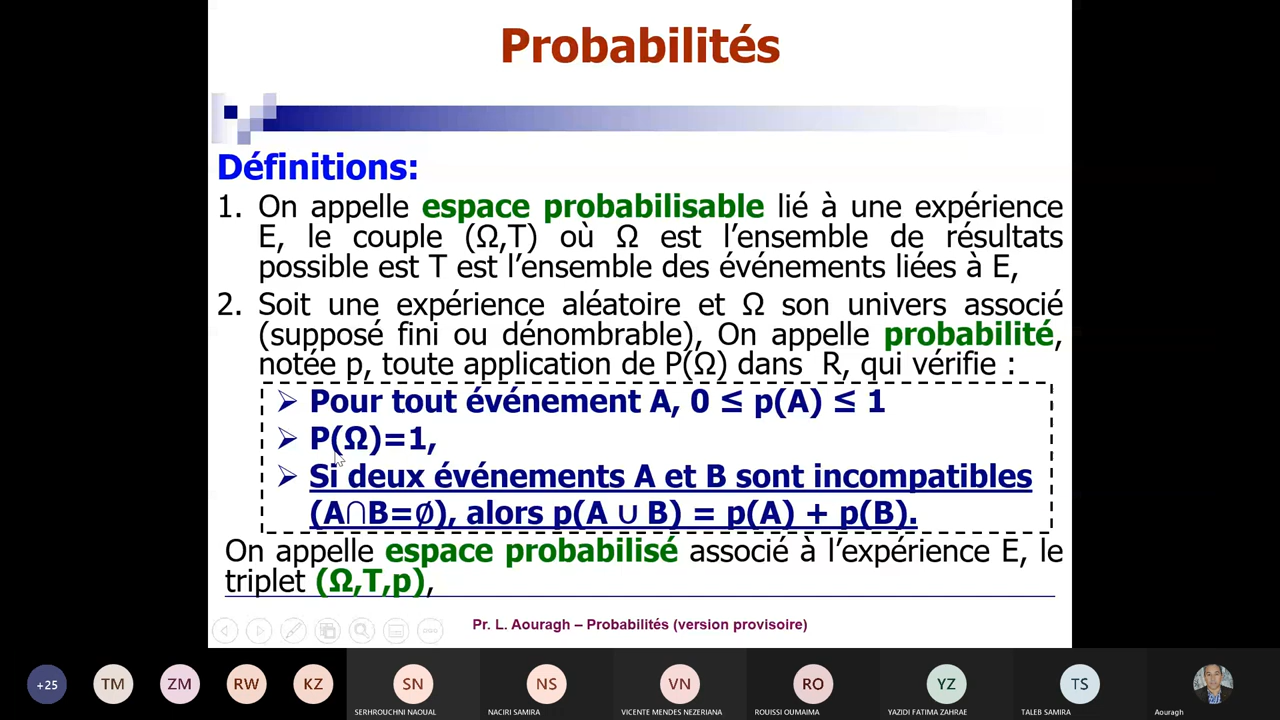 Probabilités
Définitions:
1. On appelle espace probabilisable lié à une expérience
E, le couple (Ω,T) où Ω est l’ensemble de résultats
possible est T est l’ensemble des événements liées à E,
2. Soit une expérience aléatoire et Ω son univers associé
(supposé fini ou dénombrable), On appelle probabilité,
notée p, toute application de P(Ω) dans R, qui vérifie :
➢ Pour tout événement A, 0 ≤ p(A) ≤ 1
➢ P(Ω)=1,
➢ Si deux événements A et B sont incompatibles
(A∩B=∅), alors p(A ∪ B) = p(A) + p(B).
On appelle espace probabilisé associé à l’expérience E, le
triplet (Ω,T,p),
Pr. L. Aouragh – Probabilités (version provisoire)
+25 TM ZM RW KZ SN NS VN RO YZ TS
SERHROUCHNI NAOUAL NACIRI SAMIRA VICENTE MENDES NEZERIANA ROUISSI OUMAIMA YAZIDI FATIMA ZAHRAE TALEB SAMIRA Aouragh